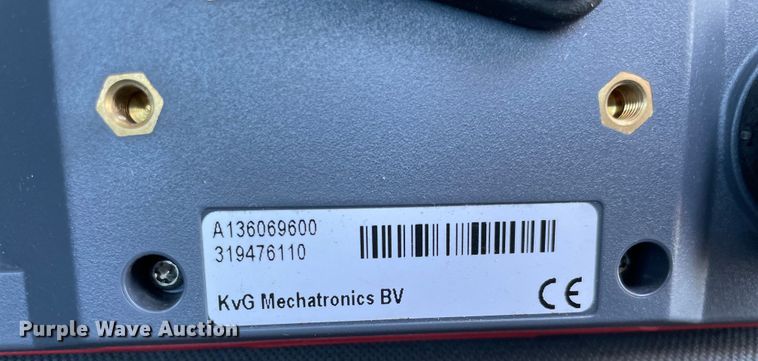 A136069600
319476110
KvG Mechatronics BV
CE
Purple Wave Auction